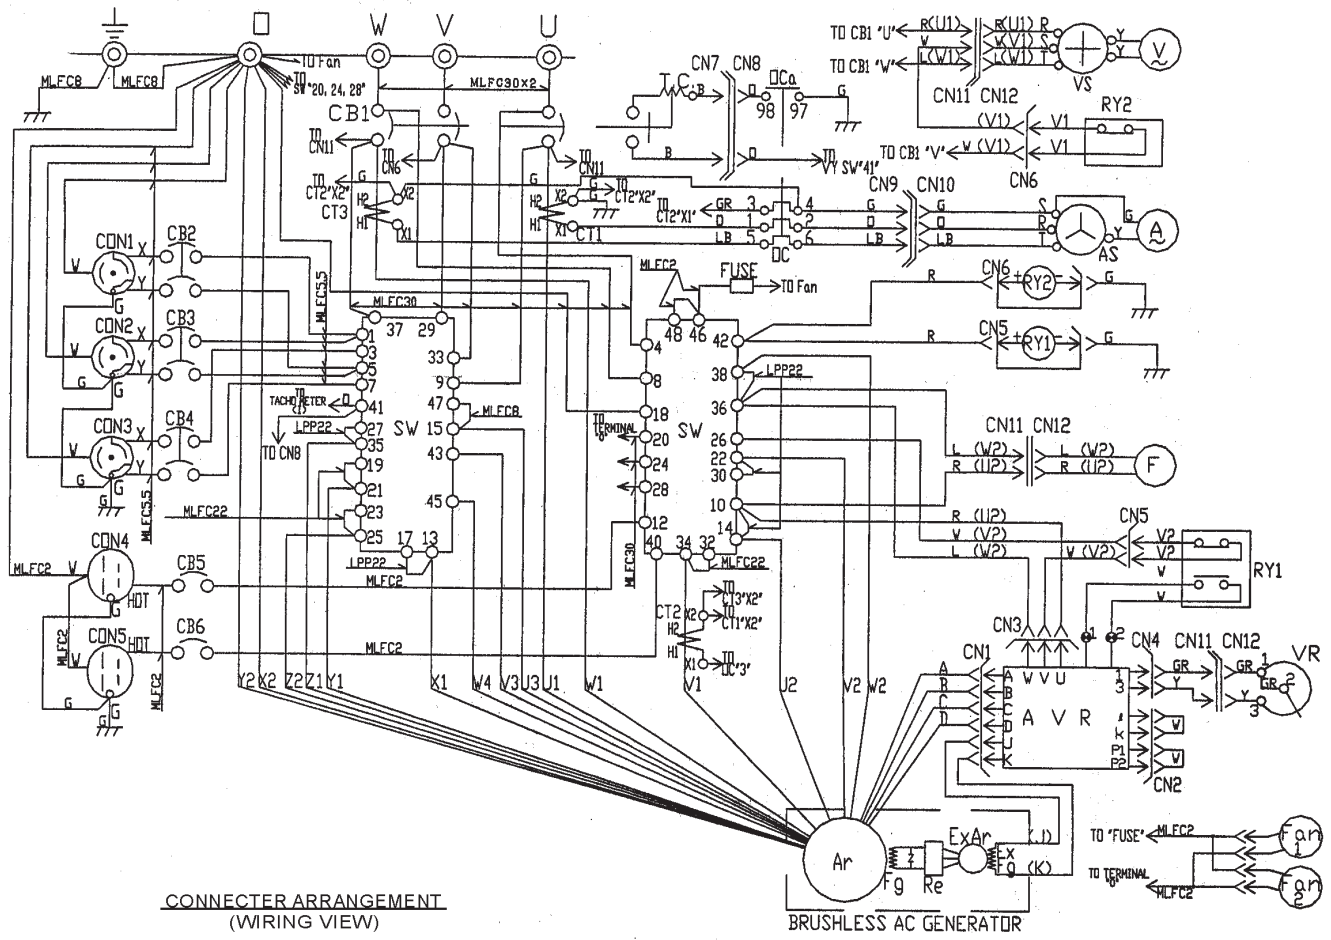 O W V U
MLFC8 MLFC8
TO Fan
TO SW"20, 24, 28"
MLFC30X2
CB1
TO CN11
TO CN6
TO CN11
T.C. B
CN7 CN8
OCa
98 97
G
B
TO VY SW"41"
TO CB1 "U"
TO CB1 "W"
R(U1) R(U1) R
W W(V1) S
L(W1) L(W1) T
VS
Y
Y
V
CN11 CN12
RY2
(V1) V1
TO CB1 "V" W (V1) V1
CN6
TO CT2"X2"
G
H2
H1
CT3
X2
X1
G
H2
H1
X2
X1
G
TO CT2"X2"
CT1
TO CT2"X1"
GR 3 4 G
1 2
LB 5 6 LB
OC
CN9 CN10
G S
R
LB T
AS
G
Y
A
CON1 X CB2
W Y
G
CON2 X CB3
W Y
G
CON3 X CB4
W Y
G
G
MLFC5.5
MLFC5.5
MLFC30
37 29
1
3
5
7
41
27
35
19
21
23
25
17 13
33
9
47
15
43
45
SW
TO TACHOMETER (1)
LPP22
TO CN8
MLFC8
MLFC22
LPP22
MLFC2
FUSE
TO Fan
48 46
4
8
18
20
24
28
12
40 34 32
42
38
36
26
22
30
10
14
SW
TO TERMINAL "O"
LPP22
MLFC30
MLFC22
R CN6 + RY2 - G
R CN5 + RY1 - G
CN11 CN12
L (W2) L (W2)
R (U2) R (U2)
F
R (U2)
W (V2)
L (W2)
CN5
V2
W (V2) V2
W
W
RY1
CON4
MLFC2 W HOT CB5
G
MLFC2
CON5
HOT CB6
W
G
G G
MLFC2
MLFC2
MLFC2
CT2 X2
H2
H1
X1
TO CT3"X2"
TO CT1"X2"
TO OC"3"
Y2 X2 Z2 Z1 Y1 X1 W4 V3 J3 J1 W1 V1 J2 V2 W2
CN3
1 2
CN1
A A
B B
C C
D D
U
K
W V U
A V R
1
3
k
P1
P2
CN4
GR
Y
CN11 CN12
GR 1
GR 2
Y 3
VR
W
W
CN2
Ar
Fg
Re
ExAr
Ex
Fg
(J)
(K)
BRUSHLESS AC GENERATOR
TO "FUSE" MLFC2
TO TERMINAL "O" MLFC2
Fan 1
Fan 2
CONNECTER ARRANGEMENT
(WIRING VIEW)